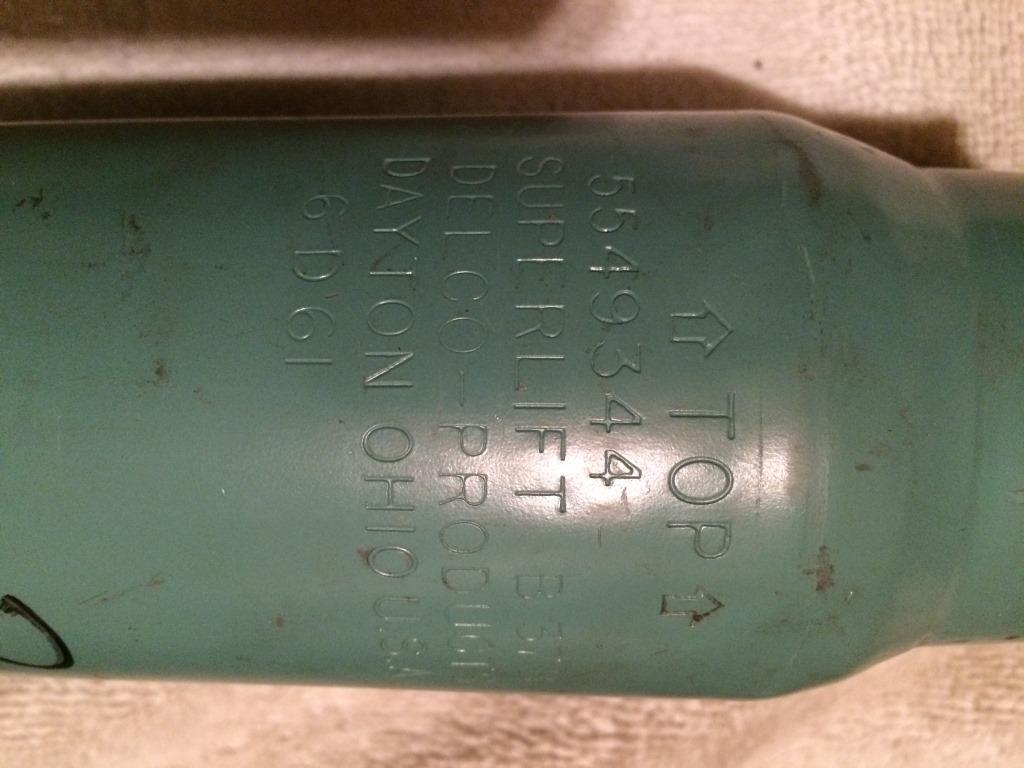 ⇧ TOP ⇧
5549344
SUPERLIFT
DELCO-PRODUCTS
DAYTON OHIO U.S.A
6 D 61